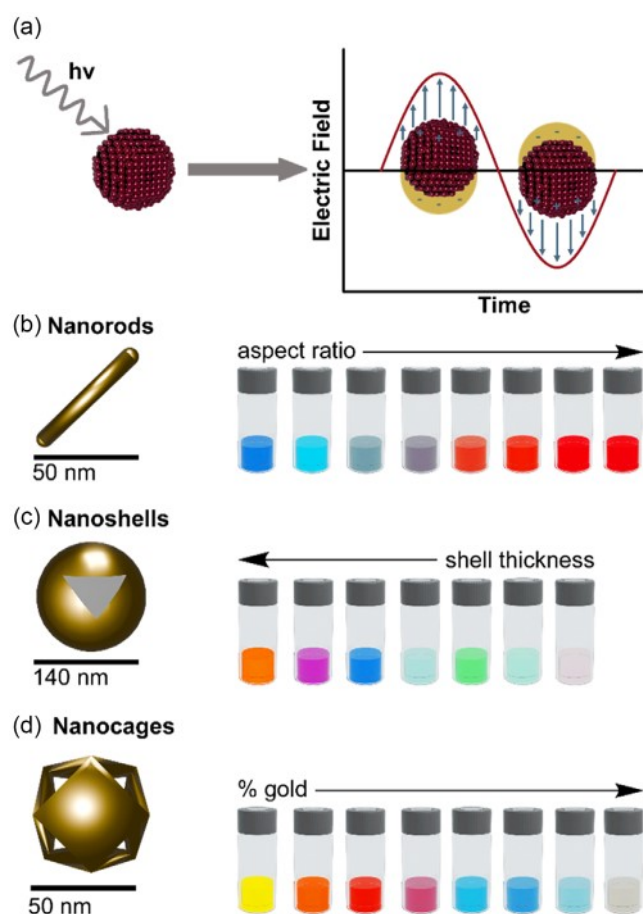 (a)
hv
Electric Field
Time
(b) Nanorods
aspect ratio
50 nm
(c) Nanoshells
shell thickness
140 nm
(d) Nanocages
% gold
50 nm